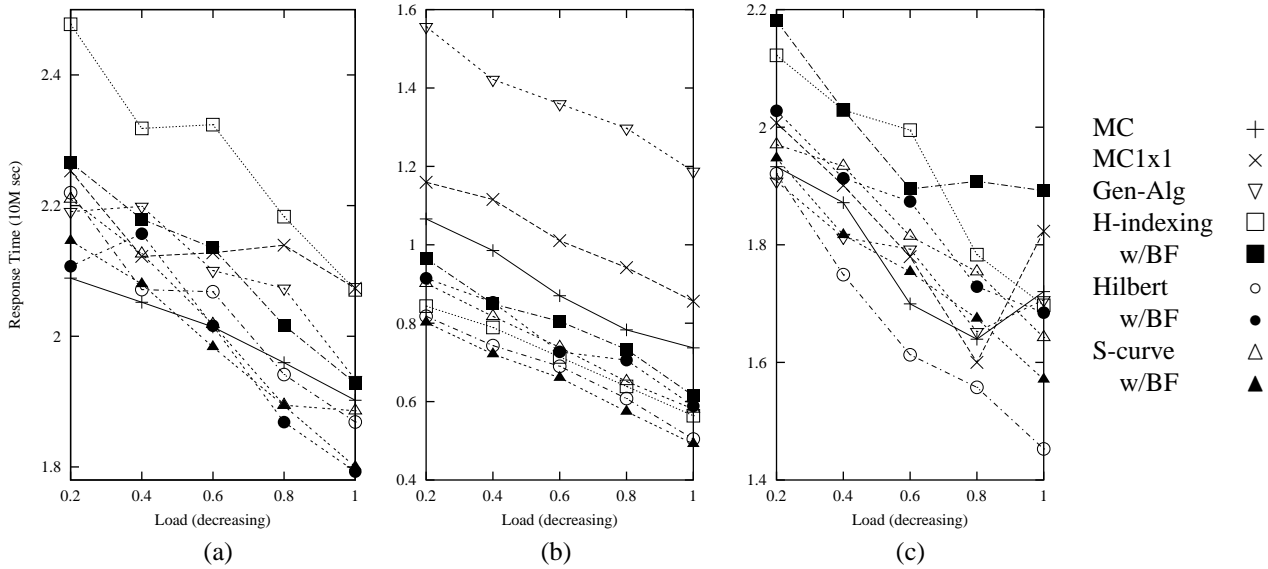 Response Time (10M sec)
2.4
2.2
2
1.8
0.2 0.4 0.6 0.8 1
Load (decreasing)
(a)
1.6
1.4
1.2
1
0.8
0.6
0.4
0.2 0.4 0.6 0.8 1
Load (decreasing)
(b)
2.2
2
1.8
1.6
1.4
0.2 0.4 0.6 0.8 1
Load (decreasing)
(c)
MC
MC1x1
Gen-Alg
H-indexing
w/BF
Hilbert
w/BF
S-curve
w/BF